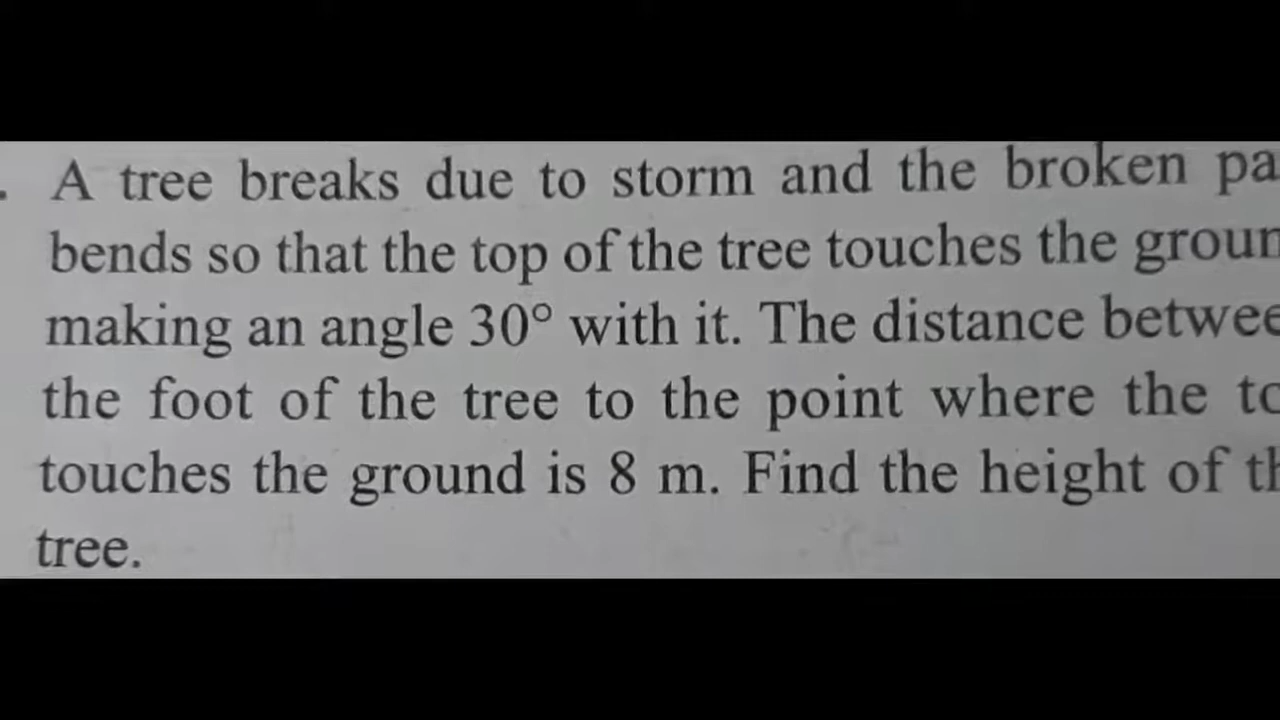 . A tree breaks due to storm and the broken pa
bends so that the top of the tree touches the groun
making an angle 30° with it. The distance betwee
the foot of the tree to the point where the to
touches the ground is 8 m. Find the height of th
tree.